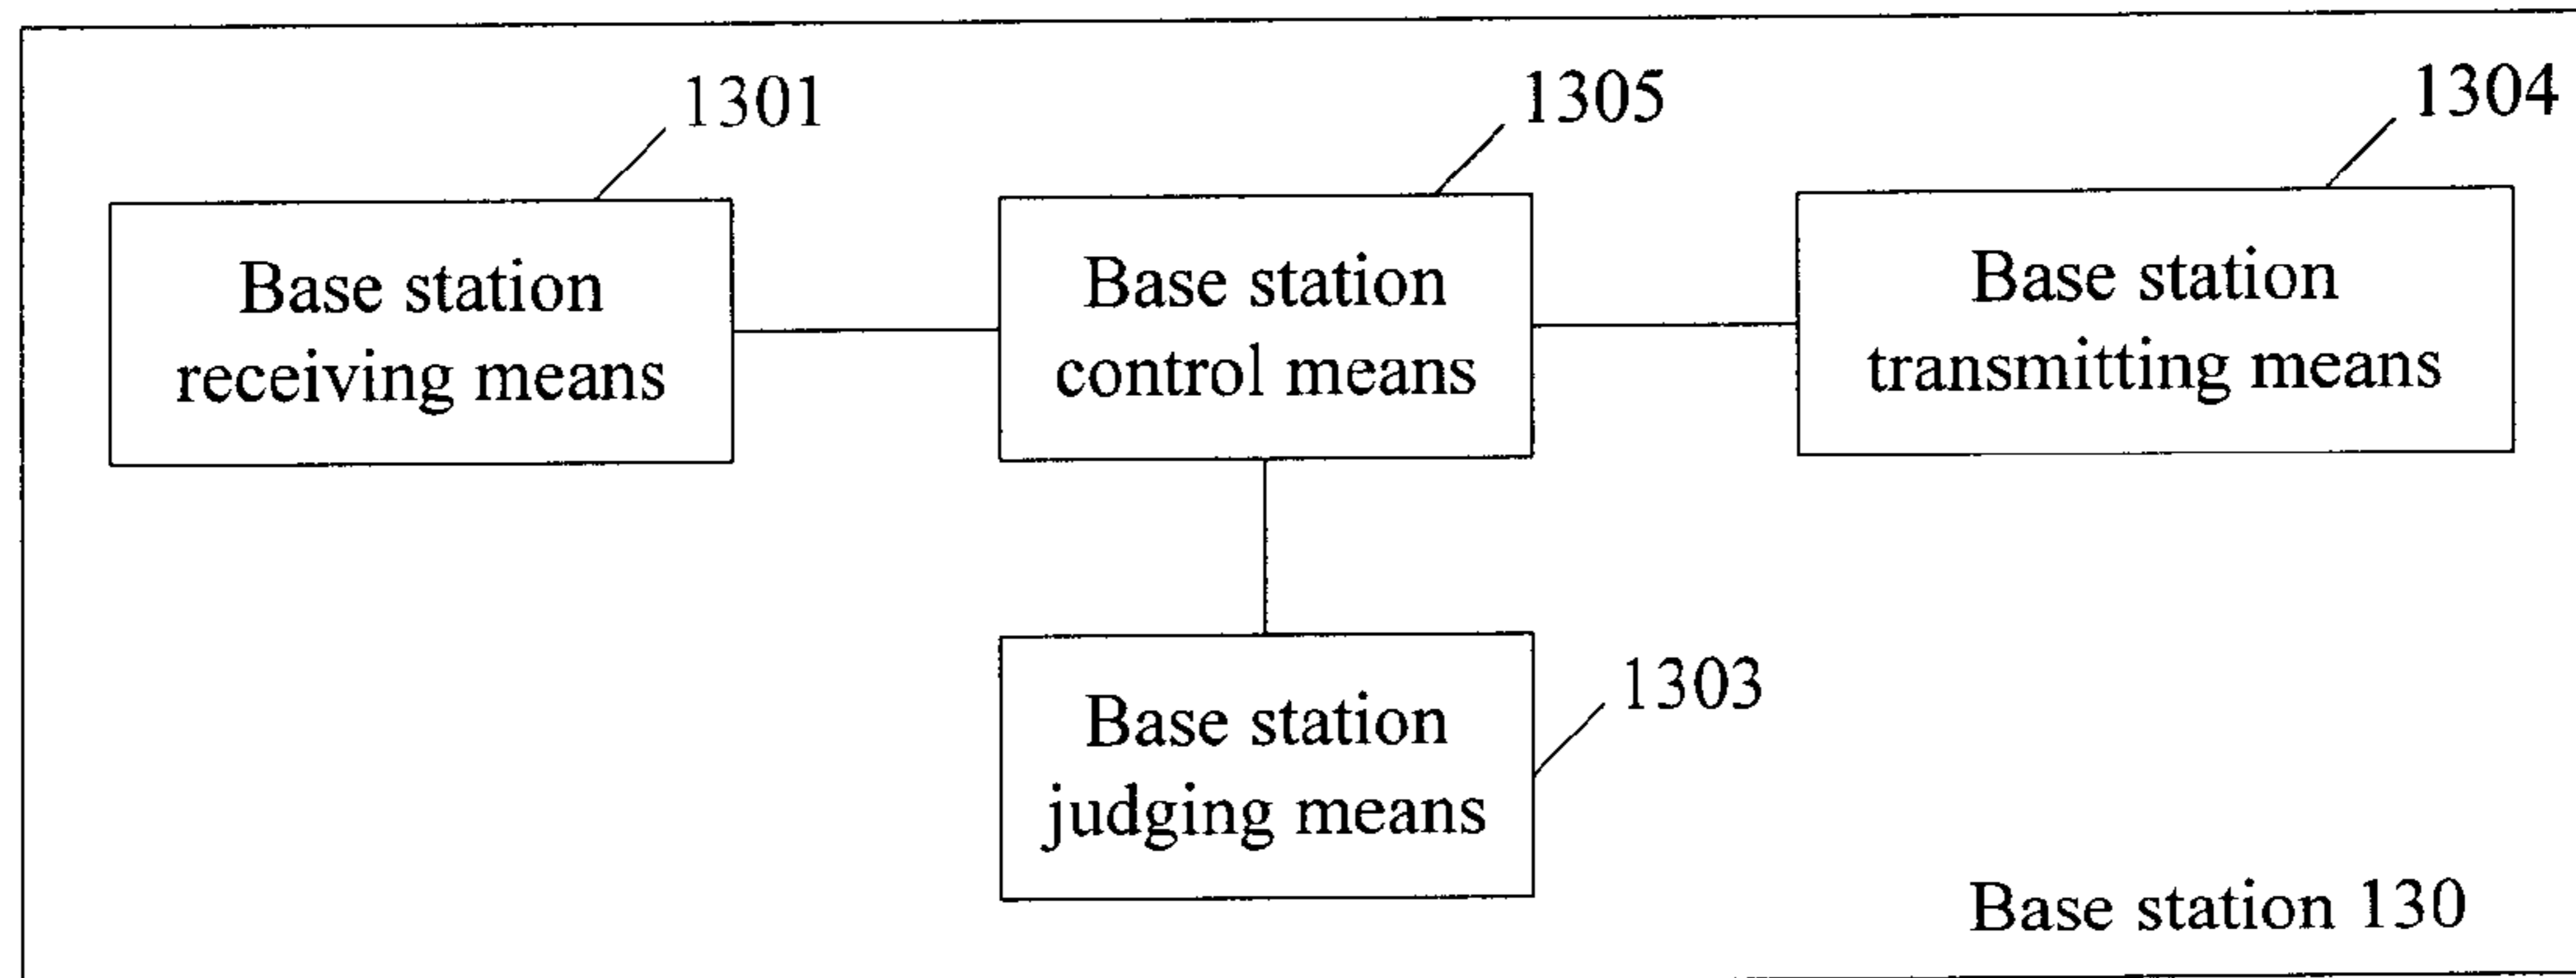 1301
1305
1304
Base station
receiving means
Base station
control means
Base station
transmitting means
Base station
judging means
1303
Base station 130